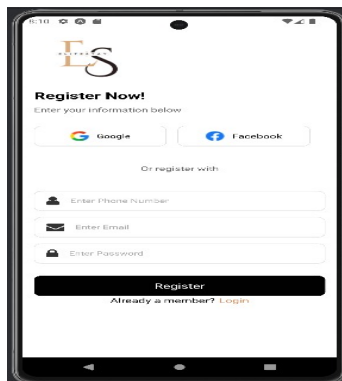 8:10
ES
Register Now!
Enter your information below
Google
Facebook
Or register with
Enter Phone Number
Enter Email
Enter Password
Register
Already a member? Login